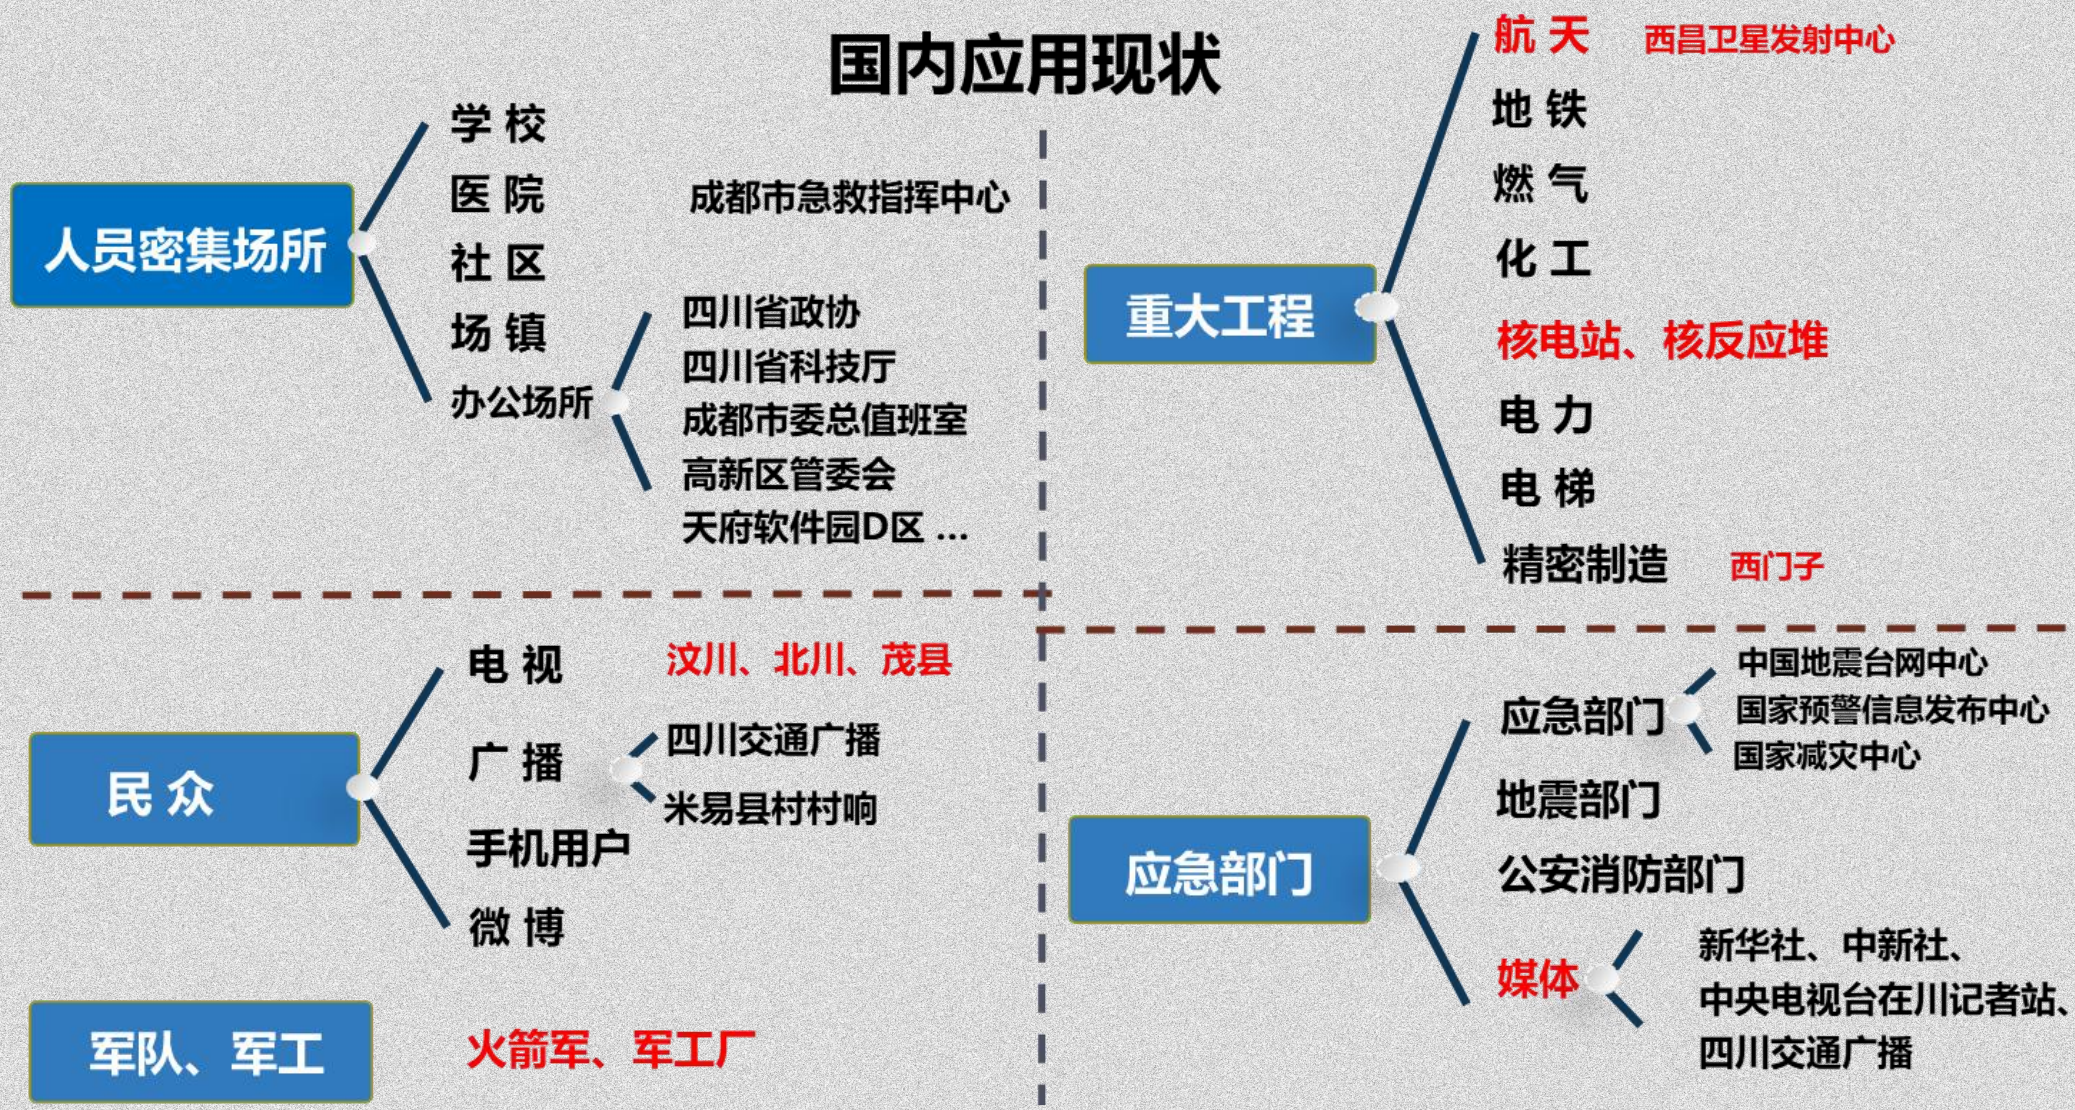 国内应用现状
人员密集场所
学 校
医 院
成都市急救指挥中心
社 区
场 镇
办公场所
四川省政协
四川省科技厅
成都市委总值班室
高新区管委会
天府软件园D区 ...
重大工程
航 天
西昌卫星发射中心
地 铁
燃 气
化 工
核电站、核反应堆
电 力
电 梯
精密制造
西门子
民 众
电 视
汶川、北川、茂县
广 播
四川交通广播
米易县村村响
手机用户
微 博
军队、军工
火箭军、军工厂
应急部门
应急部门
中国地震台网中心
国家预警信息发布中心
国家减灾中心
地震部门
公安消防部门
媒体
新华社、中新社、
中央电视台在川记者站、
四川交通广播